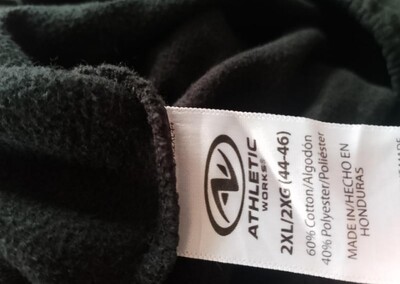 ATHLETIC
WORKS
2XL/2XG (44-46)
60% Cotton/Algodón
40% Polyester/Poliéster
MADE IN/HECHO EN
HONDURAS